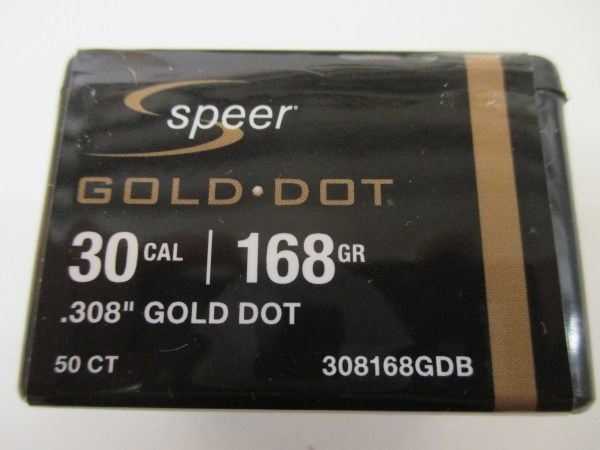 speer
GOLD·DOT
30 CAL | 168 GR
.308" GOLD DOT
50 CT 308168GDB